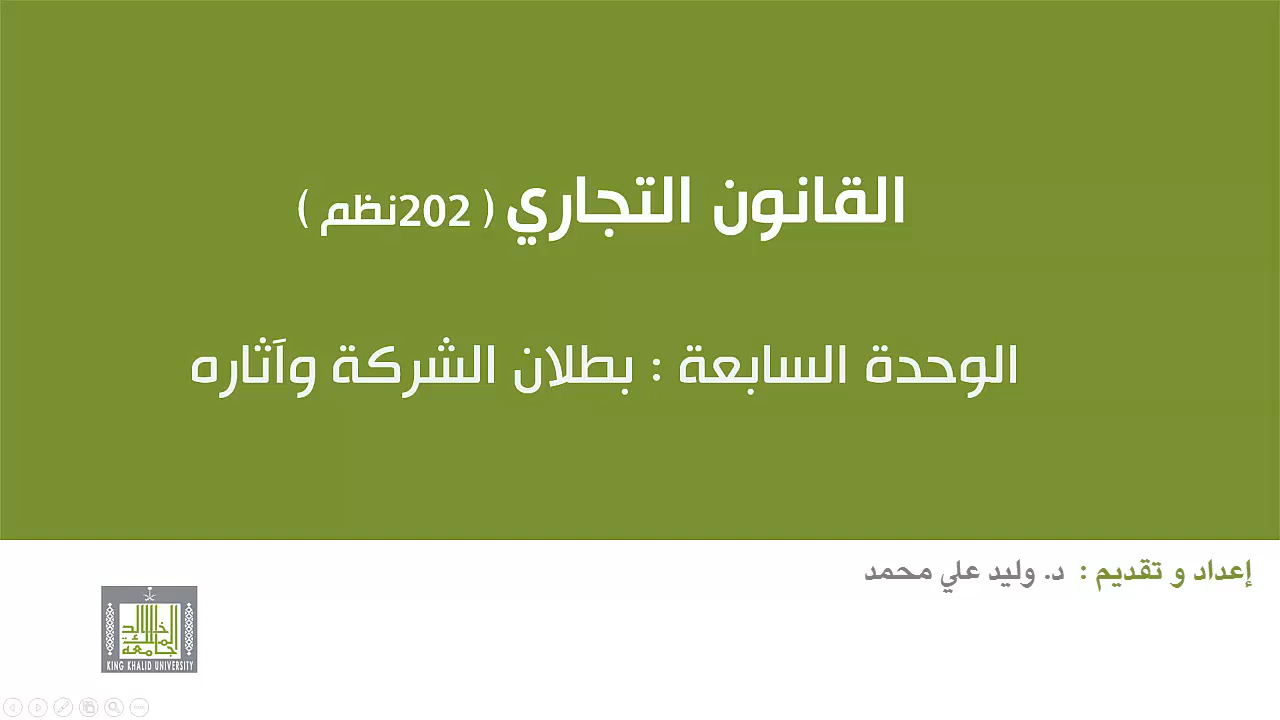 القانون التجاري ( 202نظم )
الوحدة السابعة : بطلان الشركة وآثاره
إعداد و تقديم : د. وليد علي محمد
جامعة الملك خالد
KING KHALID UNIVERSITY